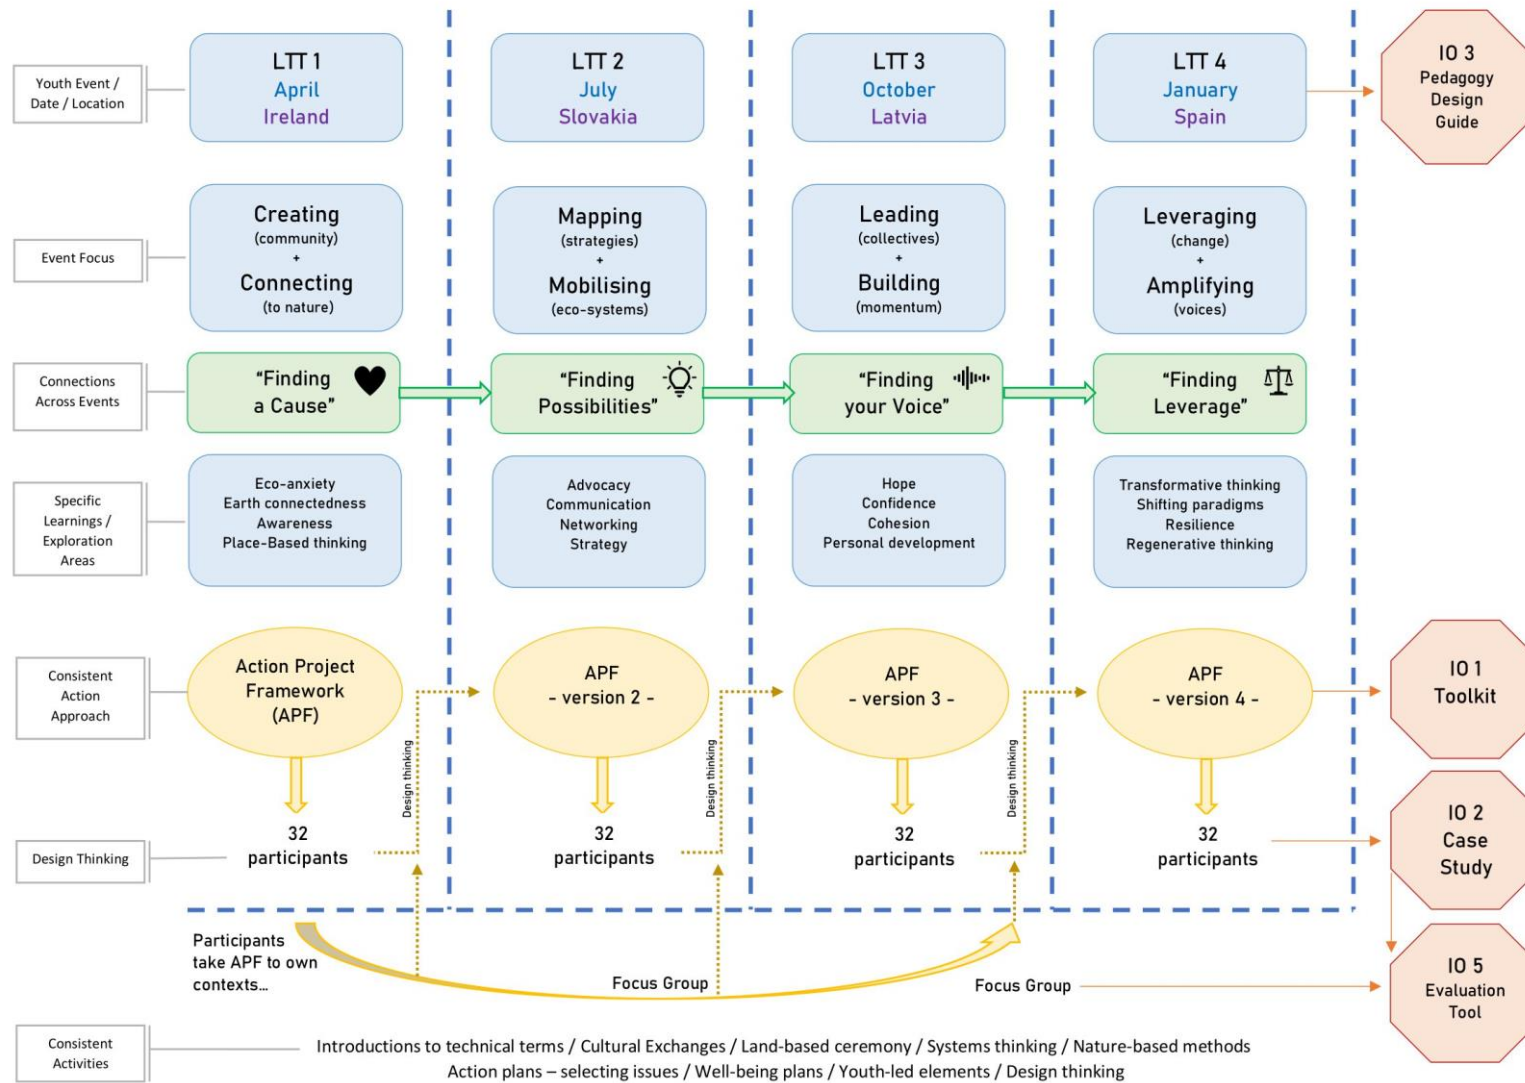 Youth Event /
Date / Location
LTT 1
April
Ireland
LTT 2
July
Slovakia
LTT 3
October
Latvia
LTT 4
January
Spain
IO 3
Pedagogy
Design
Guide
Event Focus
Creating
(community)
+
Connecting
(to nature)
Mapping
(strategies)
+
Mobilising
(eco-systems)
Leading
(collectives)
+
Building
(momentum)
Leveraging
(change)
+
Amplifying
(voices)
Connections
Across Events
“Finding
a Cause”
“Finding
Possibilities”
“Finding
your Voice”
“Finding
Leverage”
Specific
Learnings /
Exploration
Areas
Eco-anxiety
Earth connectedness
Awareness
Place-Based thinking
Advocacy
Communication
Networking
Strategy
Hope
Confidence
Cohesion
Personal development
Transformative thinking
Shifting paradigms
Resilience
Regenerative thinking
Consistent
Action
Approach
Action Project
Framework
(APF)
Design thinking
APF
- version 2 -
Design thinking
APF
- version 3 -
Design thinking
APF
- version 4 -
IO 1
Toolkit
Design Thinking
32
participants
32
participants
32
participants
32
participants
IO 2
Case
Study
Participants
take APF to own
contexts…
Focus Group
Focus Group
IO 5
Evaluation
Tool
Consistent
Activities
Introductions to technical terms / Cultural Exchanges / Land-based ceremony / Systems thinking / Nature-based methods
Action plans – selecting issues / Well-being plans / Youth-led elements / Design thinking